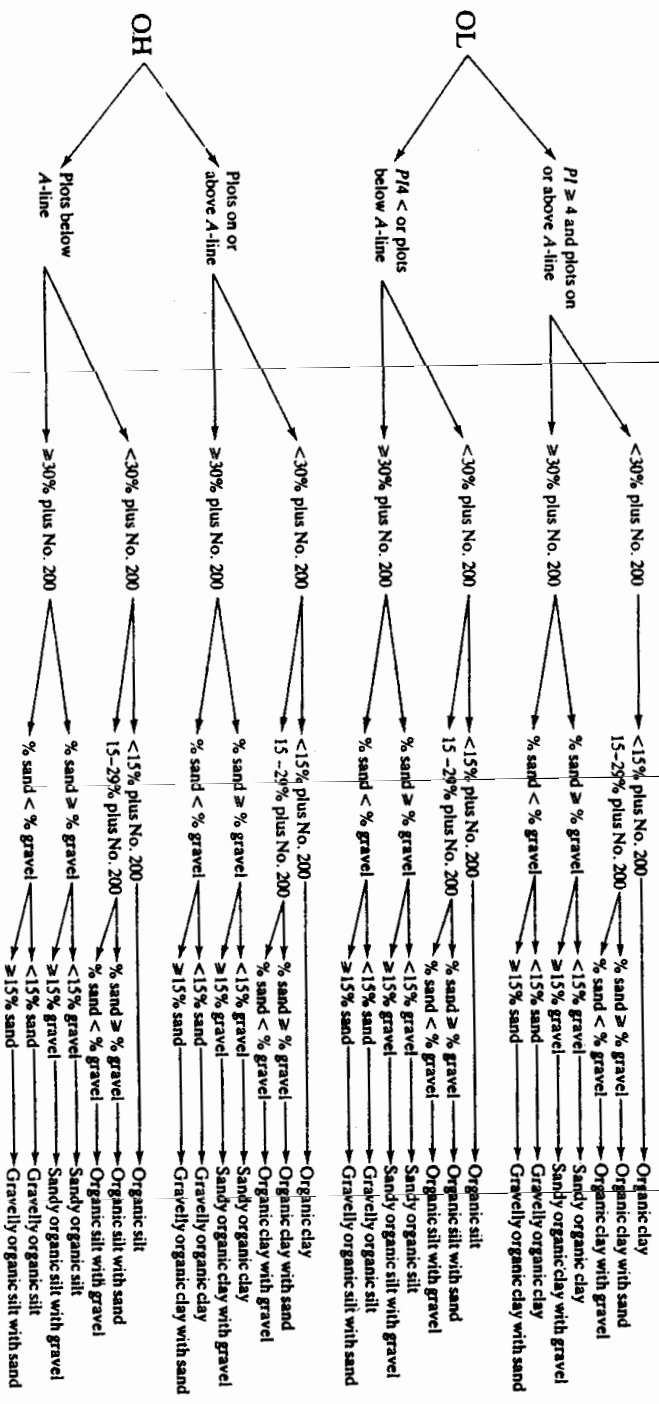 OL
PI ≥ 4 and plots on
or above A-line
<30% plus No. 200
<15% plus No. 200
Organic clay
15–29% plus No. 200
% sand ≥ % gravel
Organic clay with sand
% sand < % gravel
Organic clay with gravel
≥30% plus No. 200
% sand ≥ % gravel
<15% gravel
Sandy organic clay
≥15% gravel
Sandy organic clay with gravel
% sand < % gravel
<15% sand
Gravelly organic clay
≥15% sand
Gravelly organic clay with sand
PI4 < or plots
below A-line
<30% plus No. 200
<15% plus No. 200
Organic silt
15–29% plus No. 200
% sand ≥ % gravel
Organic silt with sand
% sand < % gravel
Organic silt with gravel
≥30% plus No. 200
% sand ≥ % gravel
<15% gravel
Sandy organic silt
≥15% gravel
Sandy organic silt with gravel
% sand < % gravel
<15% sand
Gravelly organic silt
≥15% sand
Gravelly organic silt with sand
OH
Plots on or
above A-line
<30% plus No. 200
<15% plus No. 200
Organic clay
15–29% plus No. 200
% sand ≥ % gravel
Organic clay with sand
% sand < % gravel
Organic clay with gravel
≥30% plus No. 200
% sand ≥ % gravel
<15% gravel
Sandy organic clay
≥15% gravel
Sandy organic clay with gravel
% sand < % gravel
<15% sand
Gravelly organic clay
≥15% sand
Gravelly organic clay with sand
Plots below
A-line
<30% plus No. 200
<15% plus No. 200
Organic silt
15–29% plus No. 200
% sand ≥ % gravel
Organic silt with sand
% sand < % gravel
Organic silt with gravel
≥30% plus No. 200
% sand ≥ % gravel
<15% gravel
Sandy organic silt
≥15% gravel
Sandy organic silt with gravel
% sand < % gravel
<15% sand
Gravelly organic silt
≥15% sand
Gravelly organic silt with sand